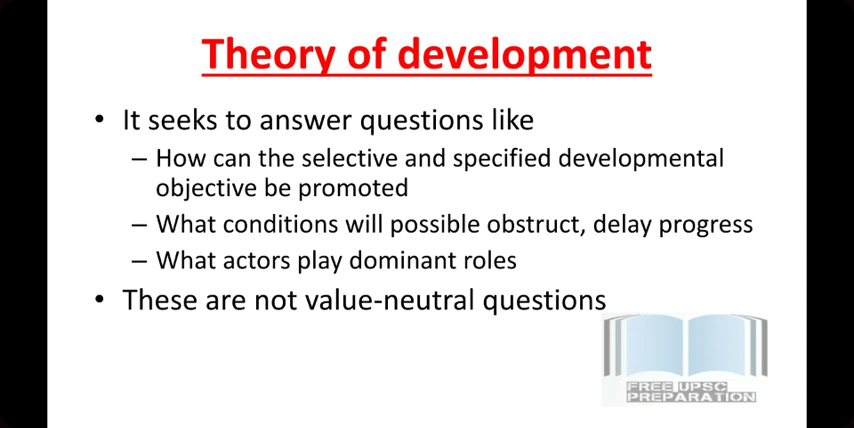 Theory of development
• It seeks to answer questions like
– How can the selective and specified developmental
objective be promoted
– What conditions will possible obstruct, delay progress
– What actors play dominant roles
• These are not value-neutral questions
FREE UPSC
PREPARATION